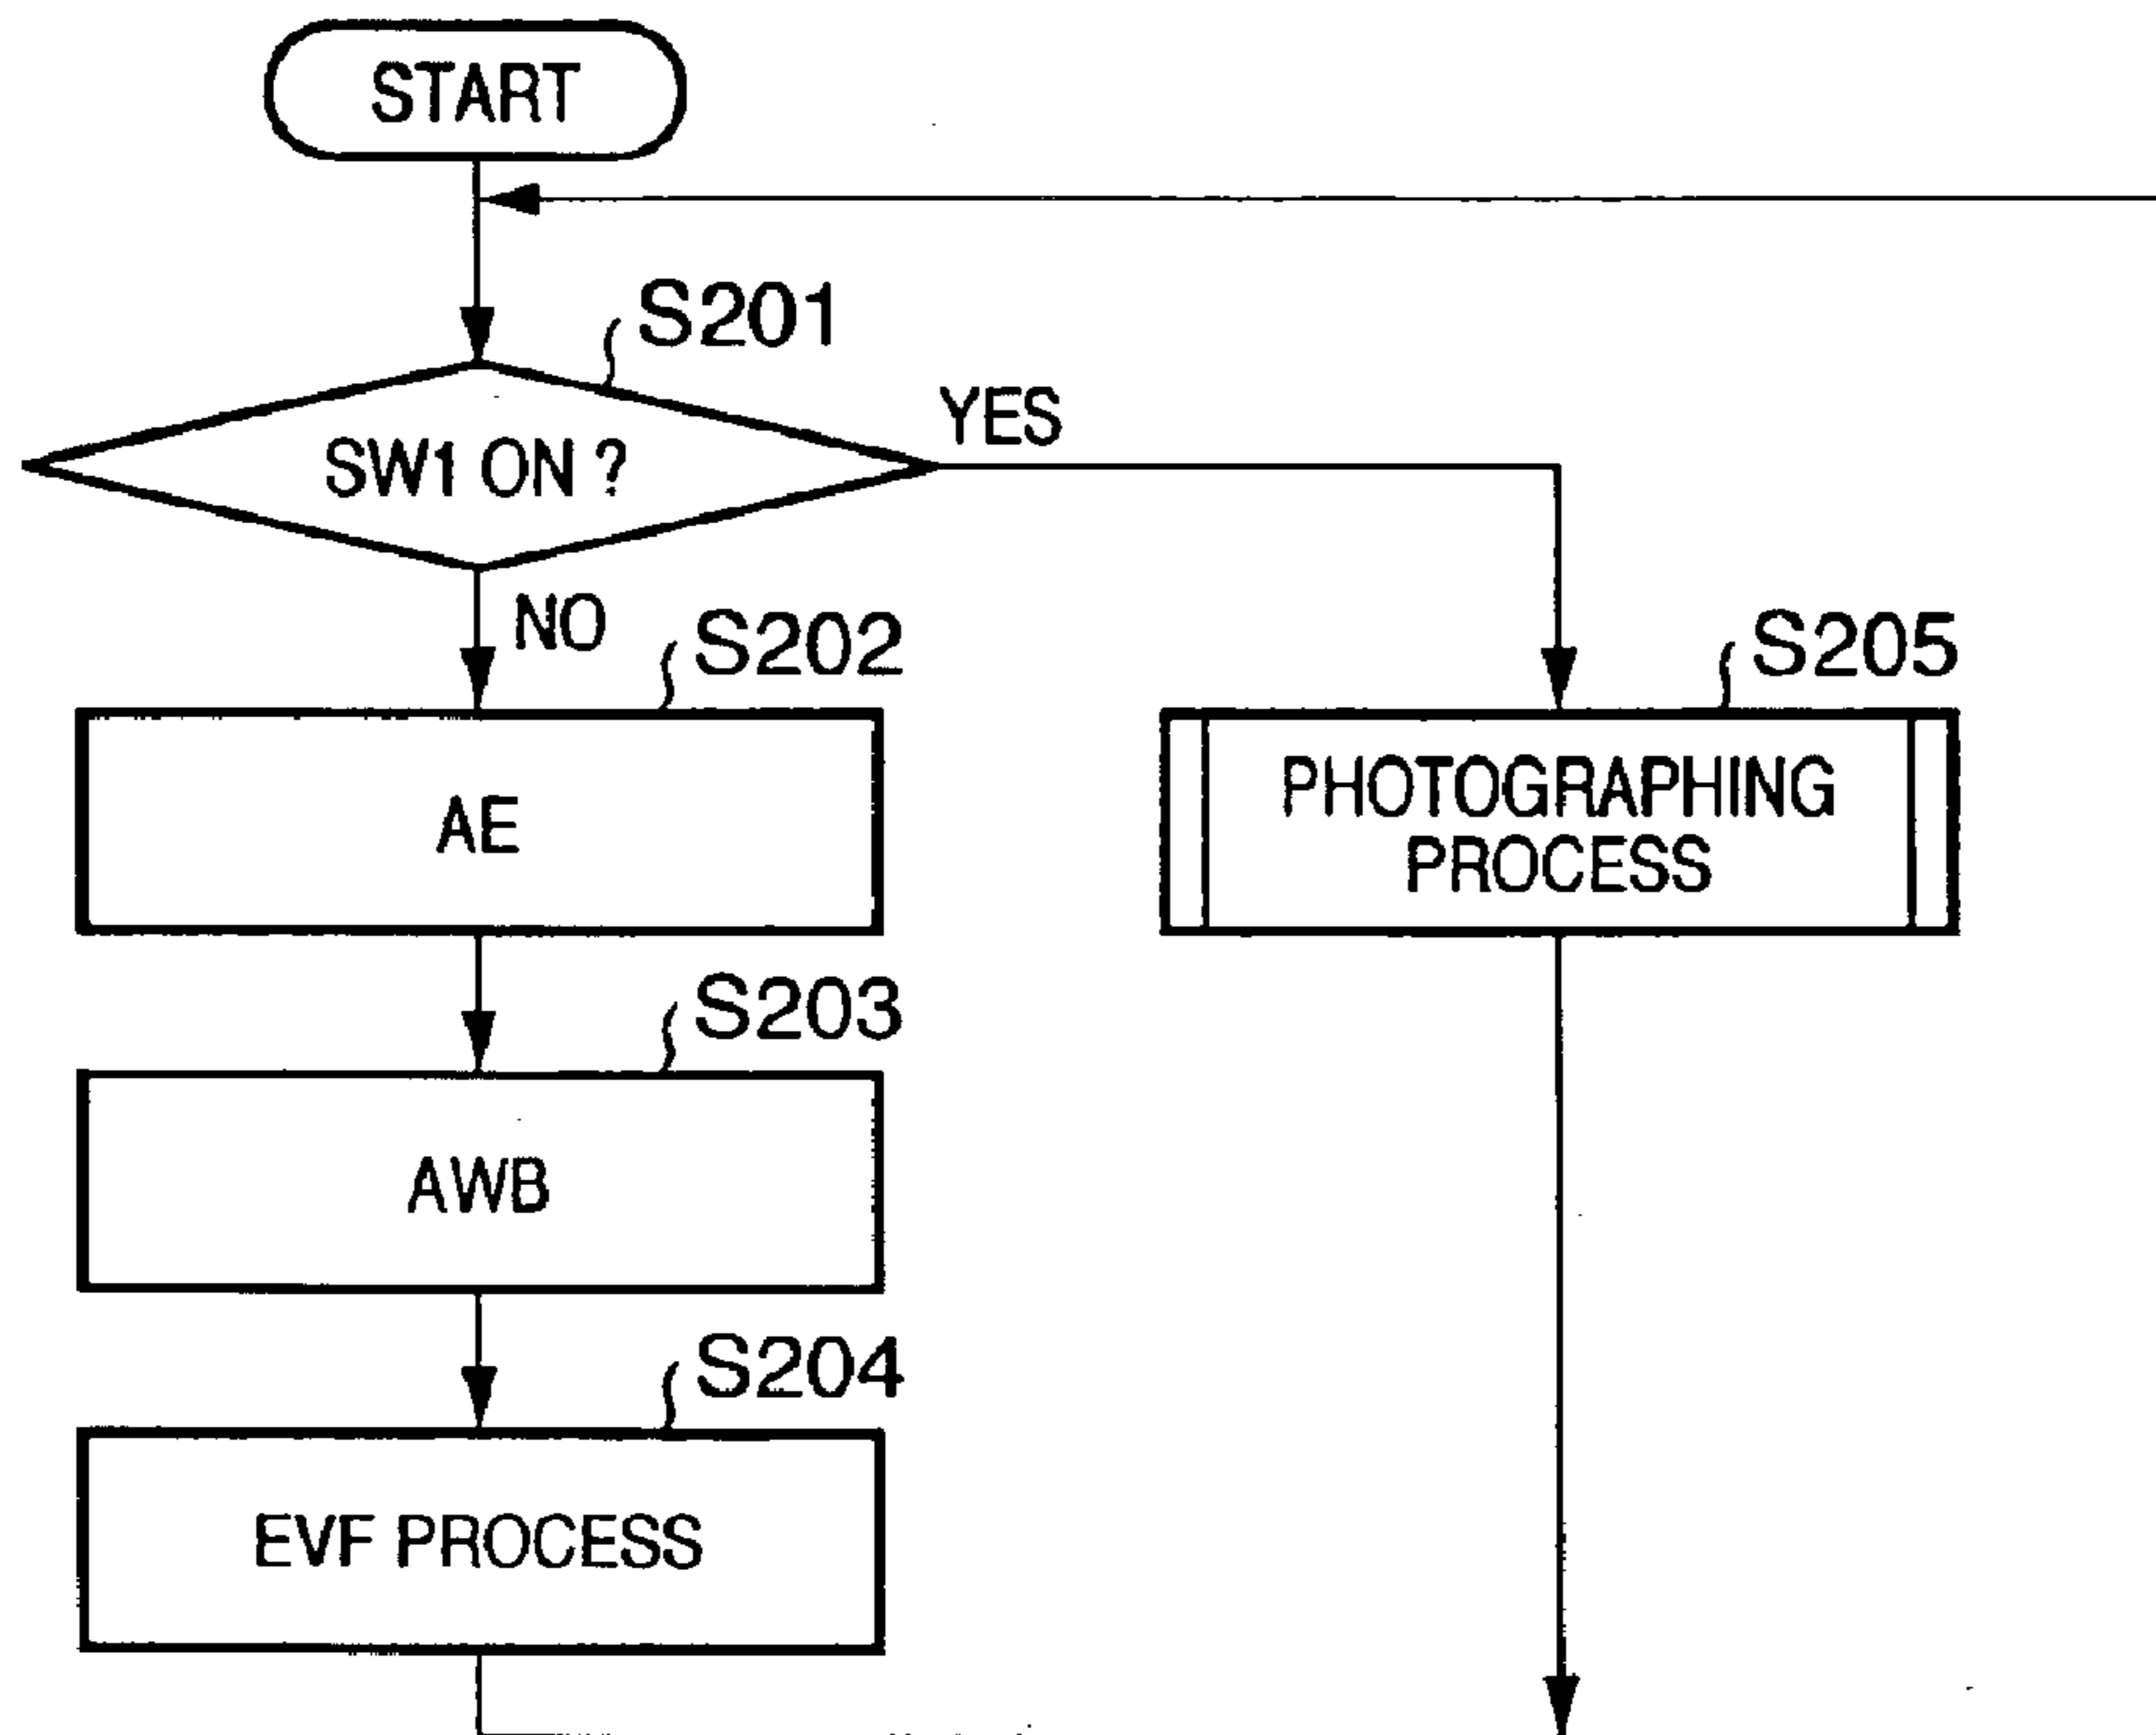 START
S201
SW1 ON ?
YES
NO
S202
AE
S205
PHOTOGRAPHING
PROCESS
S203
AWB
S204
EVF PROCESS